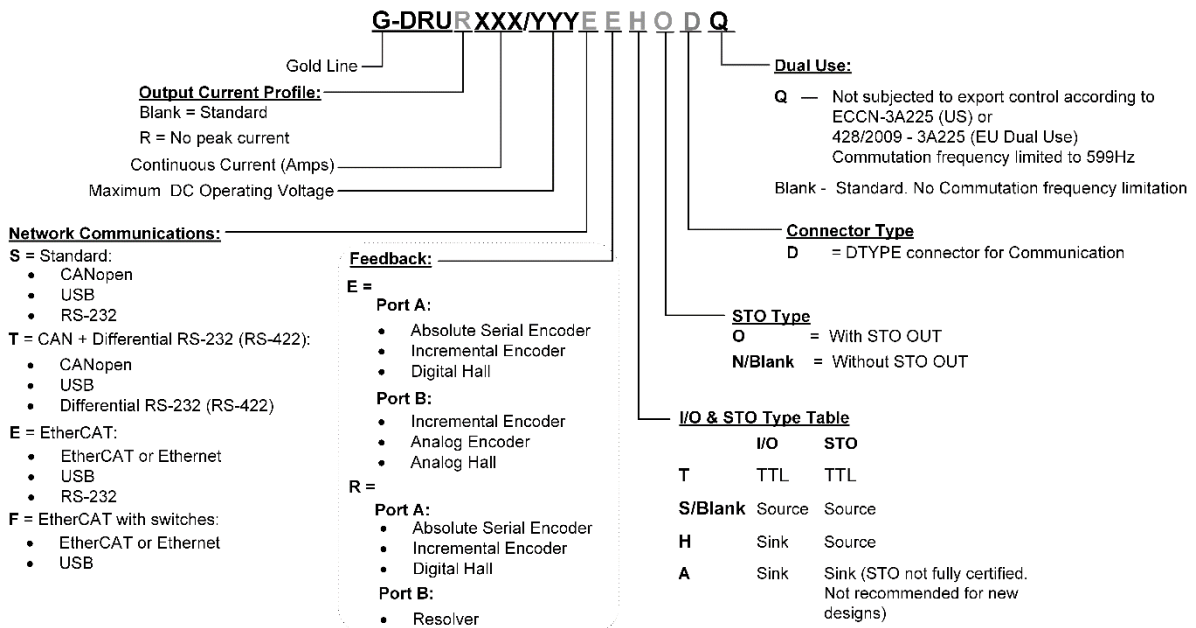 G-DRURXXX/YYYEEHODQ
Gold Line
Output Current Profile:
Blank = Standard
R = No peak current
Continuous Current (Amps)
Maximum DC Operating Voltage
Network Communications:
S = Standard:
• CANopen
• USB
• RS-232
T = CAN + Differential RS-232 (RS-422):
• CANopen
• USB
• Differential RS-232 (RS-422)
E = EtherCAT:
• EtherCAT or Ethernet
• USB
• RS-232
F = EtherCAT with switches:
• EtherCAT or Ethernet
• USB
Feedback:
E =
Port A:
• Absolute Serial Encoder
• Incremental Encoder
• Digital Hall
Port B:
• Incremental Encoder
• Analog Encoder
• Analog Hall
R =
Port A:
• Absolute Serial Encoder
• Incremental Encoder
• Digital Hall
Port B:
• Resolver
Dual Use:
Q — Not subjected to export control according to
ECCN-3A225 (US) or
428/2009 - 3A225 (EU Dual Use)
Commutation frequency limited to 599Hz
Blank - Standard. No Commutation frequency limitation
Connector Type
D = DTYPE connector for Communication
STO Type
O = With STO OUT
N/Blank = Without STO OUT
I/O & STO Type Table
I/O STO
T TTL TTL
S/Blank Source Source
H Sink Source
A Sink Sink (STO not fully certified.
Not recommended for new
designs)